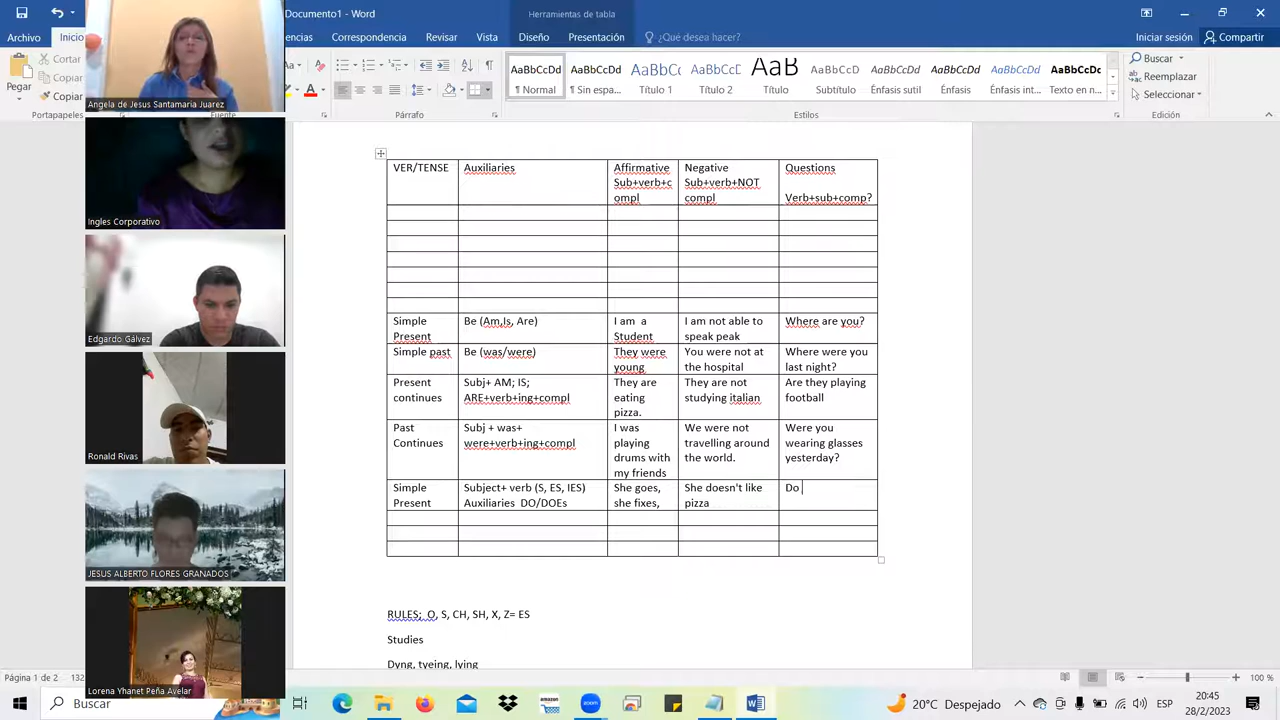 Documento1 - Word
Herramientas de tabla
Archivo
Inicio
Correspondencia
Revisar
Vista
Diseño
Presentación
¿Qué desea hacer?
Iniciar sesión
Compartir
Cortar
Copiar
Pegar
AaBbCcDd
AaBbCcDd
AaBbCc
AaBbCcD
AaB
AaBbCcD
AaBbCcDd
AaBbCcDd
AaBbCcDd
AaBbCcDc
¶ Normal
¶ Sin espa...
Título 1
Título 2
Título
Subtítulo
Énfasis sutil
Énfasis
Énfasis int...
Texto en n...
Buscar
Reemplazar
Seleccionar
Portapapeles
Fuente
Párrafo
Estilos
Edición
Angela de Jesus Santamaria Juarez
Ingles Corporativo
Edgardo Gálvez
Ronald Rivas
JESUS ALBERTO FLORES GRANADOS
Lorena Yhanet Peña Avelar
VER/TENSE
Auxiliaries
Affirmative
Sub+verb+c
ompl
Negative
Sub+verb+NOT
compl
Questions
Verb+sub+comp?
Simple
Present
Be (Am,Is, Are)
I am a
Student
I am not able to
speak peak
Where are you?
Simple past
Be (was/were)
They were
young
You were not at
the hospital
Where were you
last night?
Present
continues
Subj+ AM; IS;
ARE+verb+ing+compl
They are
eating
pizza.
They are not
studying italian
Are they playing
football
Past
Continues
Subj + was+
were+verb+ing+compl
I was
playing
drums with
my friends
We were not
travelling around
the world.
Were you
wearing glasses
yesterday?
Simple
Present
Subject+ verb (S, ES, IES)
Auxiliaries DO/DOEs
She goes,
she fixes,
She doesn't like
pizza
Do
RULES; O, S, CH, SH, X, Z= ES
Studies
Dyng, tyeing, lying
Página 1 de 2
132
100 %
Buscar
amazon
zoom
20°C Despejado
ESP
20:45
28/2/2023